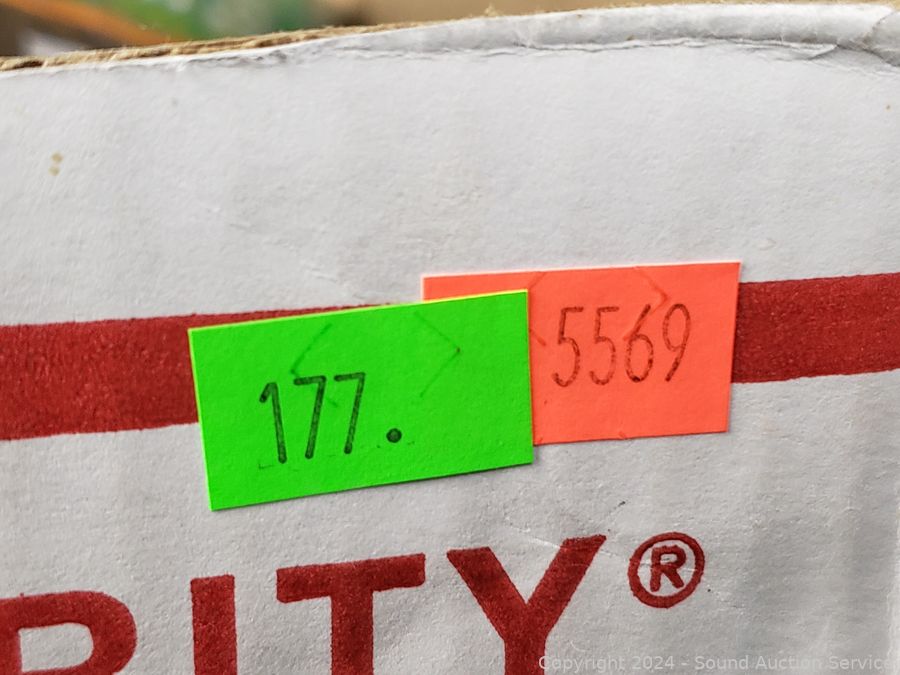 5569
177.
RITY®
Copyright 2024 - Sound Auction Service